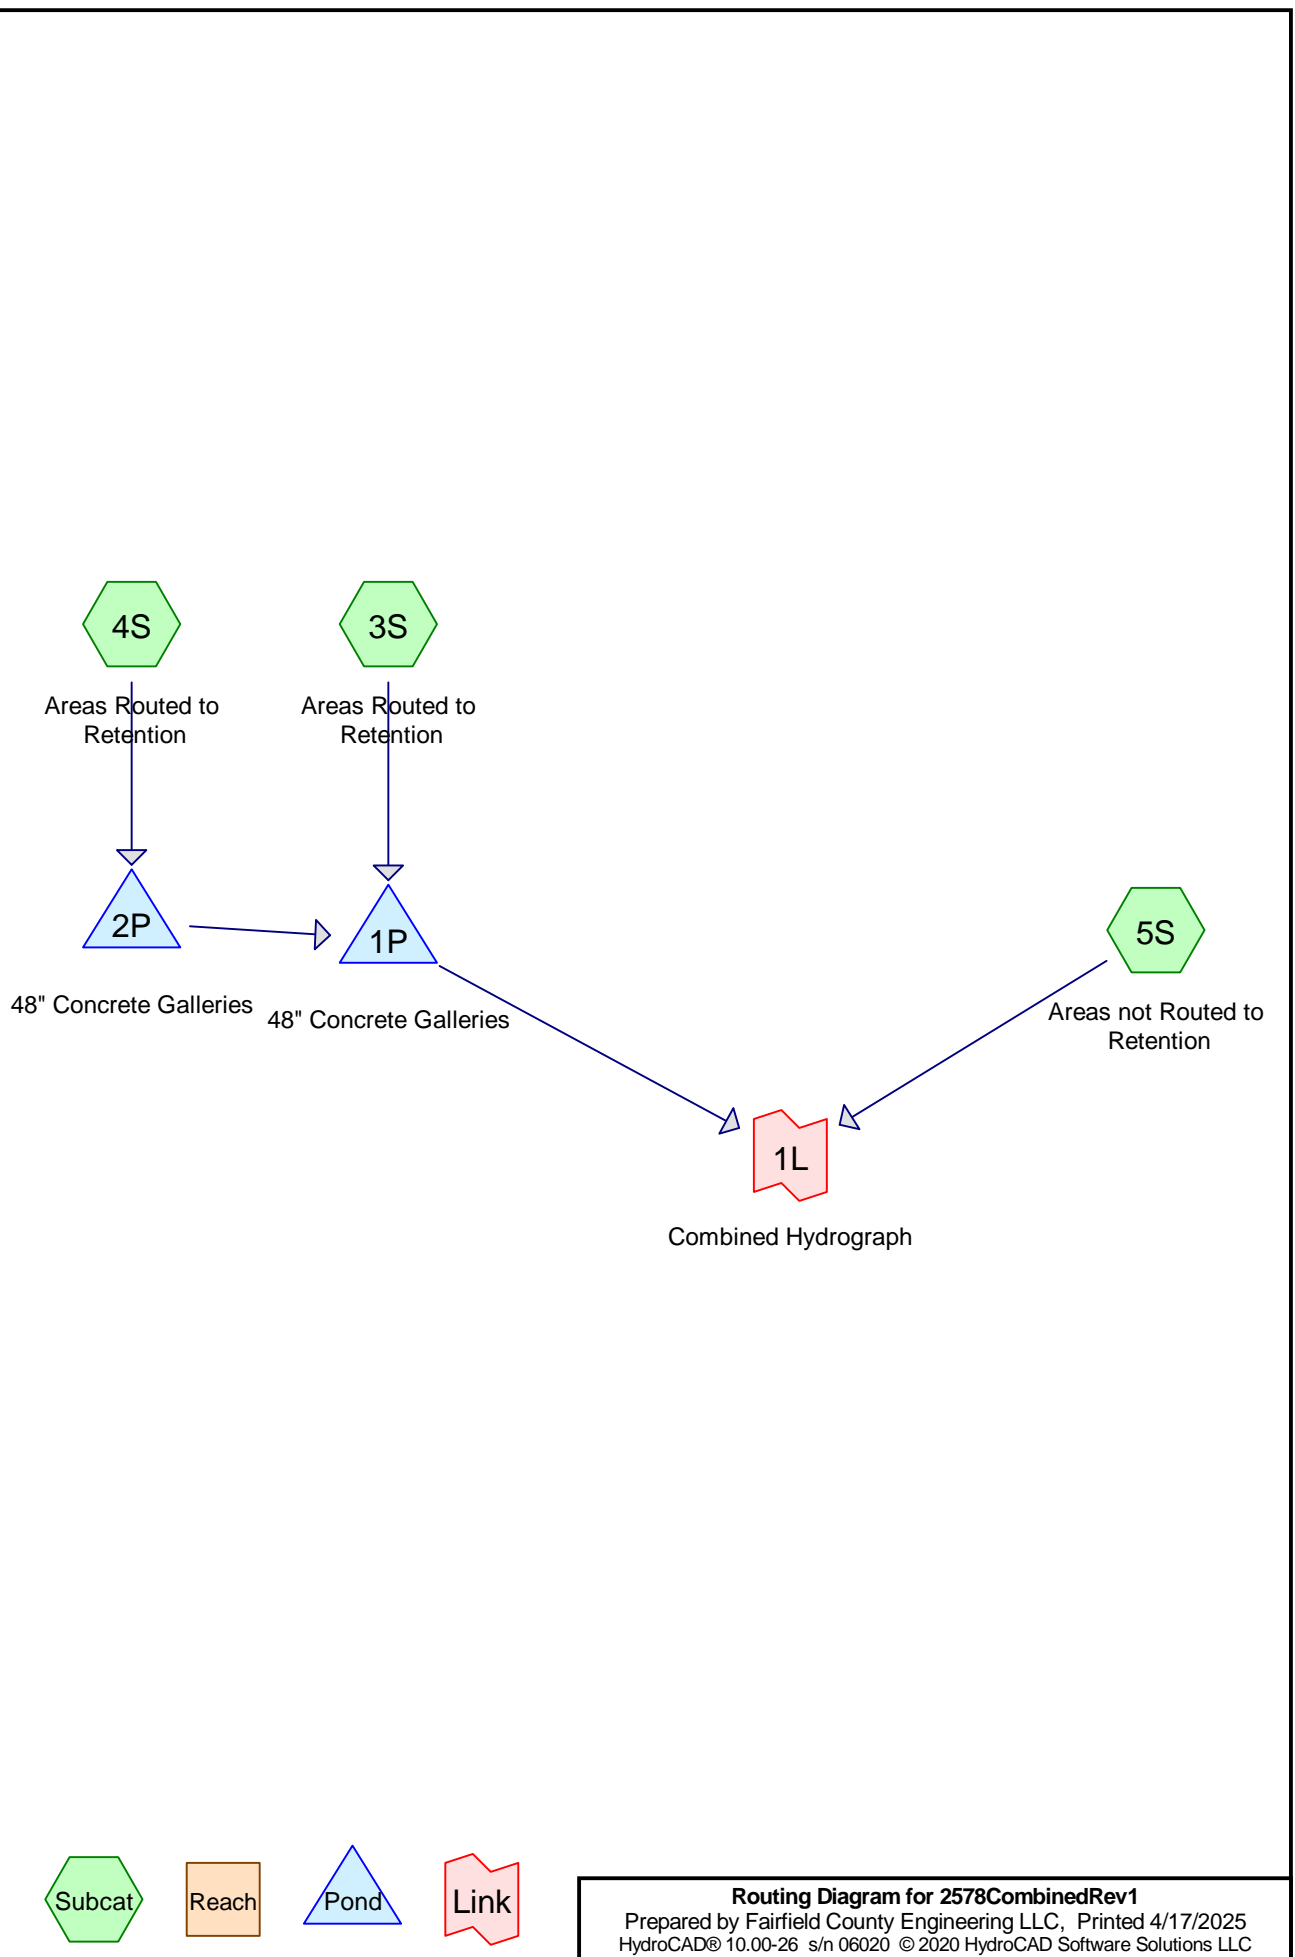 4S
3S
Areas Routed to
Retention
Areas Routed to
Retention
2P
1P
5S
48" Concrete Galleries
48" Concrete Galleries
Areas not Routed to
Retention
1L
Combined Hydrograph
Subcat
Reach
Pond
Link
Routing Diagram for 2578CombinedRev1
Prepared by Fairfield County Engineering LLC, Printed 4/17/2025
HydroCAD® 10.00-26 s/n 06020 © 2020 HydroCAD Software Solutions LLC